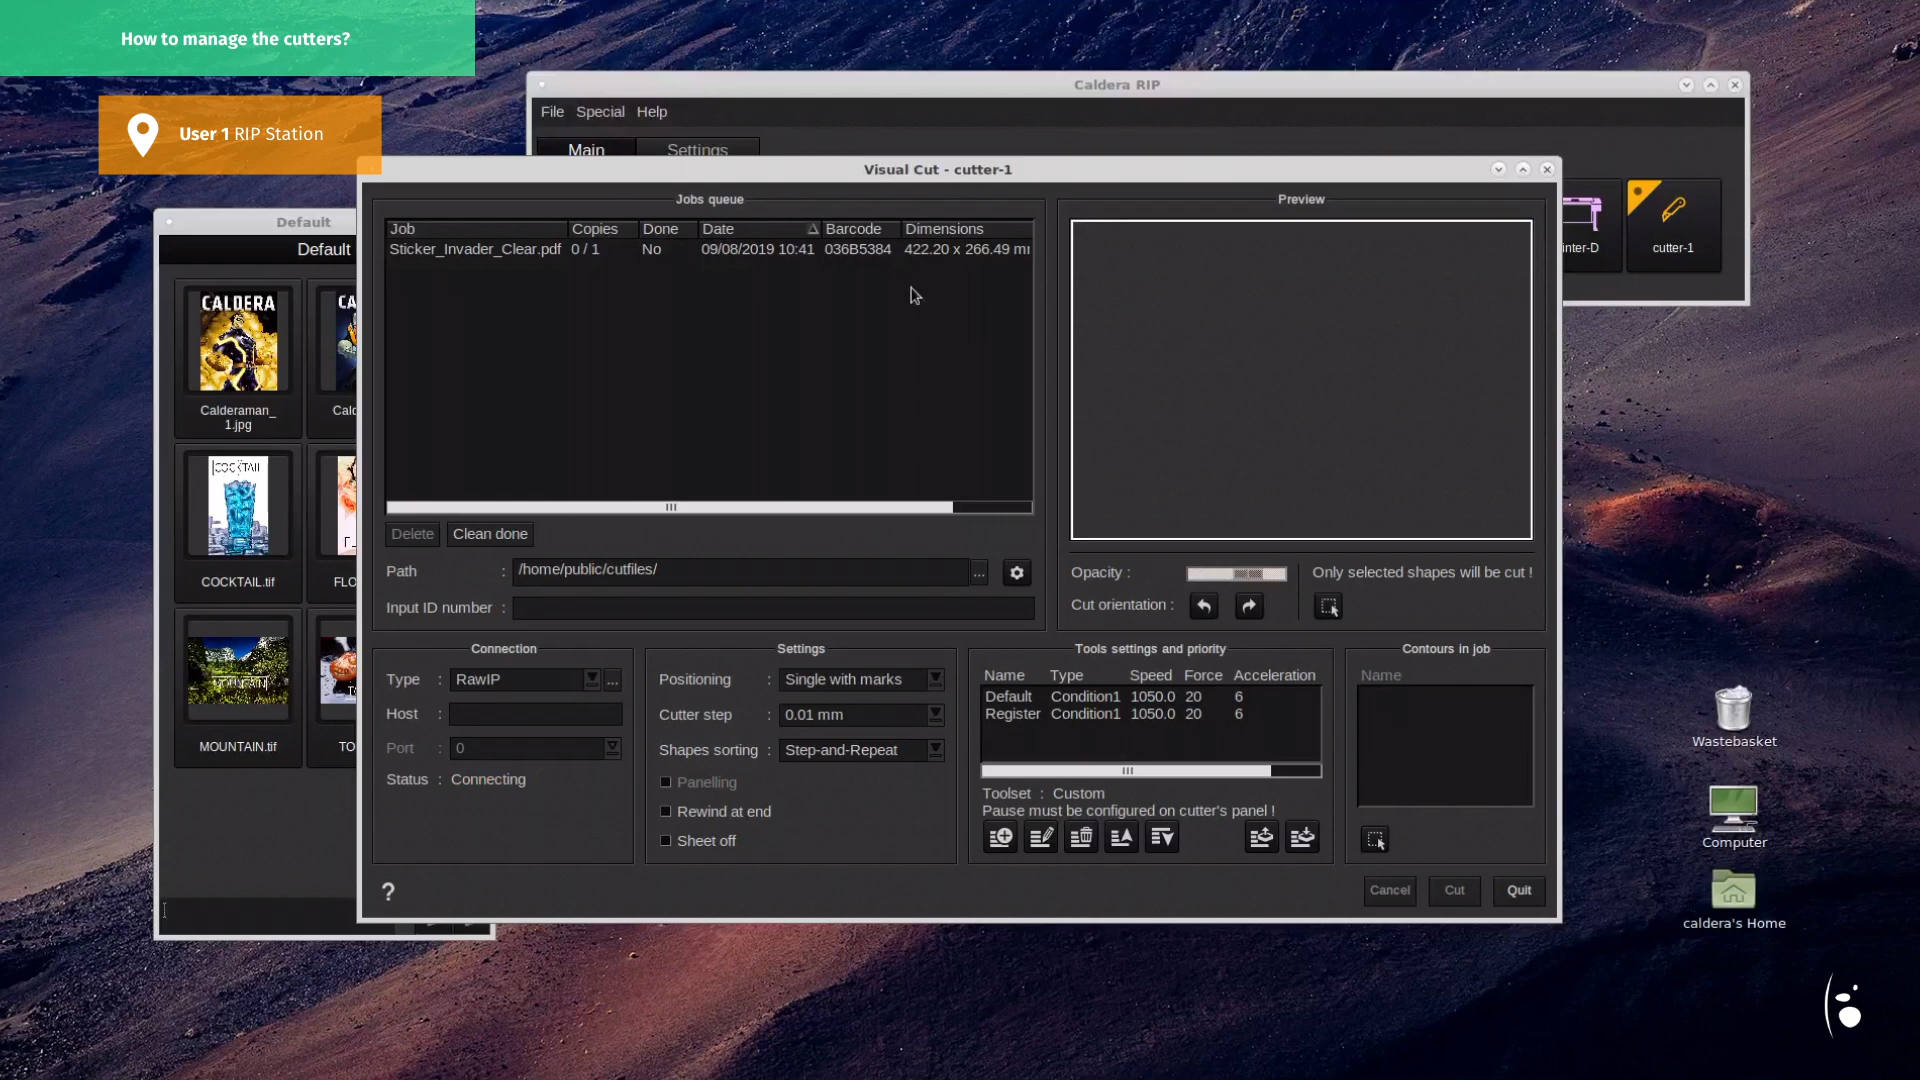 How to manage the cutters?
User 1 RIP Station
Caldera RIP
File Special Help
Main Settings
inter-D
cutter-1
Default
Default
CALDERA
Calderaman_
1.jpg
COCKTAIL
COCKTAIL.tif
MOUNTAIN
MOUNTAIN.tif
CA
Calc
FLO
TO
Visual Cut - cutter-1
Jobs queue
Job Copies Done Date Barcode Dimensions
Sticker_Invader_Clear.pdf 0 / 1 No 09/08/2019 10:41 036B5384 422.20 x 266.49 m
Delete Clean done
Path : /home/public/cutfiles/ ...
Input ID number :
Preview
Opacity :
Only selected shapes will be cut !
Cut orientation :
Connection
Type : RawIP ...
Host :
Port : 0
Status : Connecting
Settings
Positioning : Single with marks
Cutter step : 0.01 mm
Shapes sorting : Step-and-Repeat
Panelling
Rewind at end
Sheet off
Tools settings and priority
Name Type Speed Force Acceleration
Default Condition1 1050.0 20 6
Register Condition1 1050.0 20 6
Toolset : Custom
Pause must be configured on cutter's panel !
Contours in job
Name
?
Cancel Cut Quit
Wastebasket
Computer
caldera's Home